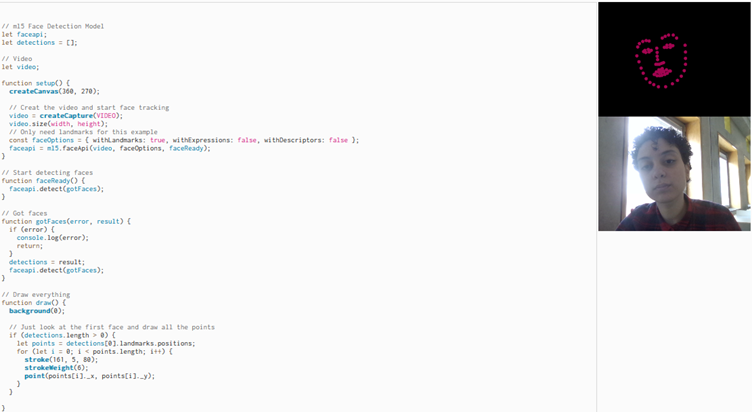 // ml5 Face Detection Model
let faceapi;
let detections = [];
// Video
let video;
function setup() {
createCanvas(360, 270);
// Creat the video and start face tracking
video = createCapture(VIDEO);
video.size(width, height);
// Only need landmarks for this example
const faceOptions = { withLandmarks: true, withExpressions: false, withDescriptors: false };
faceapi = ml5.faceApi(video, faceOptions, faceReady);
}
// Start detecting faces
function faceReady() {
faceapi.detect(gotFaces);
}
// Got faces
function gotFaces(error, result) {
if (error) {
console.log(error);
return;
}
detections = result;
faceapi.detect(gotFaces);
}
// Draw everything
function draw() {
background(0);
// Just look at the first face and draw all the points
if (detections.length > 0) {
let points = detections[0].landmarks.positions;
for (let i = 0; i < points.length; i++) {
stroke(161, 5, 80);
strokeWeight(6);
point(points[i]._x, points[i]._y);
}
}
}